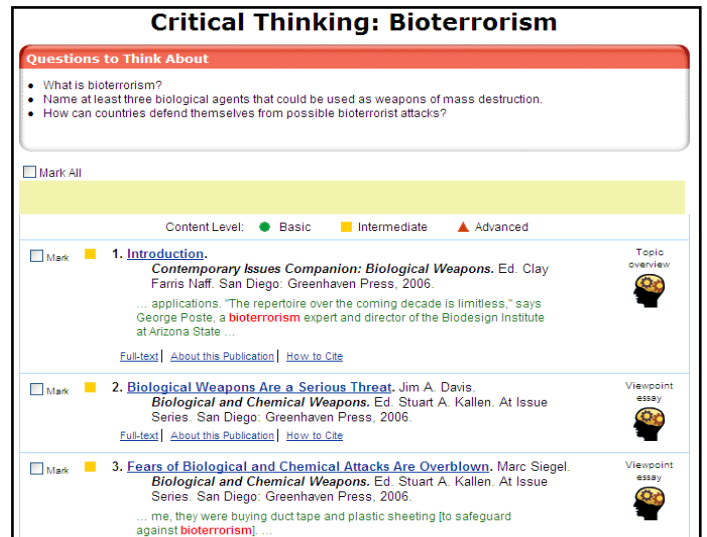 Critical Thinking: Bioterrorism
Questions to Think About
What is bioterrorism?
Name at least three biological agents that could be used as weapons of mass destruction.
How can countries defend themselves from possible bioterrorist attacks?
Mark All
Content Level: Basic Intermediate Advanced
Mark 1. Introduction. Topic
overview
Contemporary Issues Companion: Biological Weapons. Ed. Clay
Farris Naff. San Diego: Greenhaven Press, 2006.
... applications. "The repertoire over the coming decade is limitless," says
George Poste, a bioterrorism expert and director of the Biodesign Institute
at Arizona State ...
Full-text | About this Publication | How to Cite
Mark 2. Biological Weapons Are a Serious Threat. Jim A. Davis. Viewpoint
essay
Biological and Chemical Weapons. Ed. Stuart A. Kallen. At Issue
Series. San Diego: Greenhaven Press, 2006.
Full-text | About this Publication | How to Cite
Mark 3. Fears of Biological and Chemical Attacks Are Overblown. Marc Siegel. Viewpoint
essay
Biological and Chemical Weapons. Ed. Stuart A. Kallen. At Issue
Series. San Diego: Greenhaven Press, 2006.
... me, they were buying duct tape and plastic sheeting [to safeguard
against bioterrorism]. ...